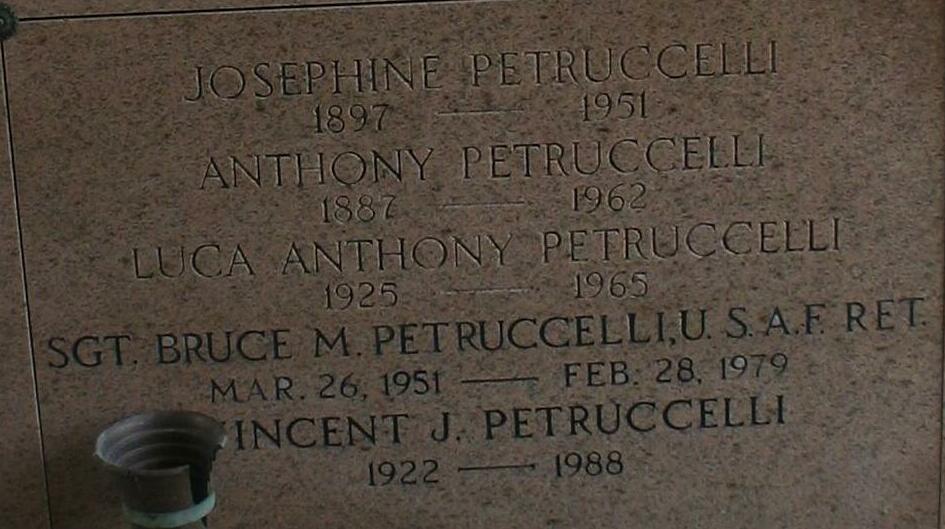 JOSEPHINE PETRUCCELLI
1897 — 1951
ANTHONY PETRUCCELLI
1887 — 1962
LUCA ANTHONY PETRUCCELLI
1925 — 1965
SGT. BRUCE M. PETRUCCELLI, U.S.A.F. RET.
MAR. 26, 1951 — FEB. 28, 1979
VINCENT J. PETRUCCELLI
1922 — 1988